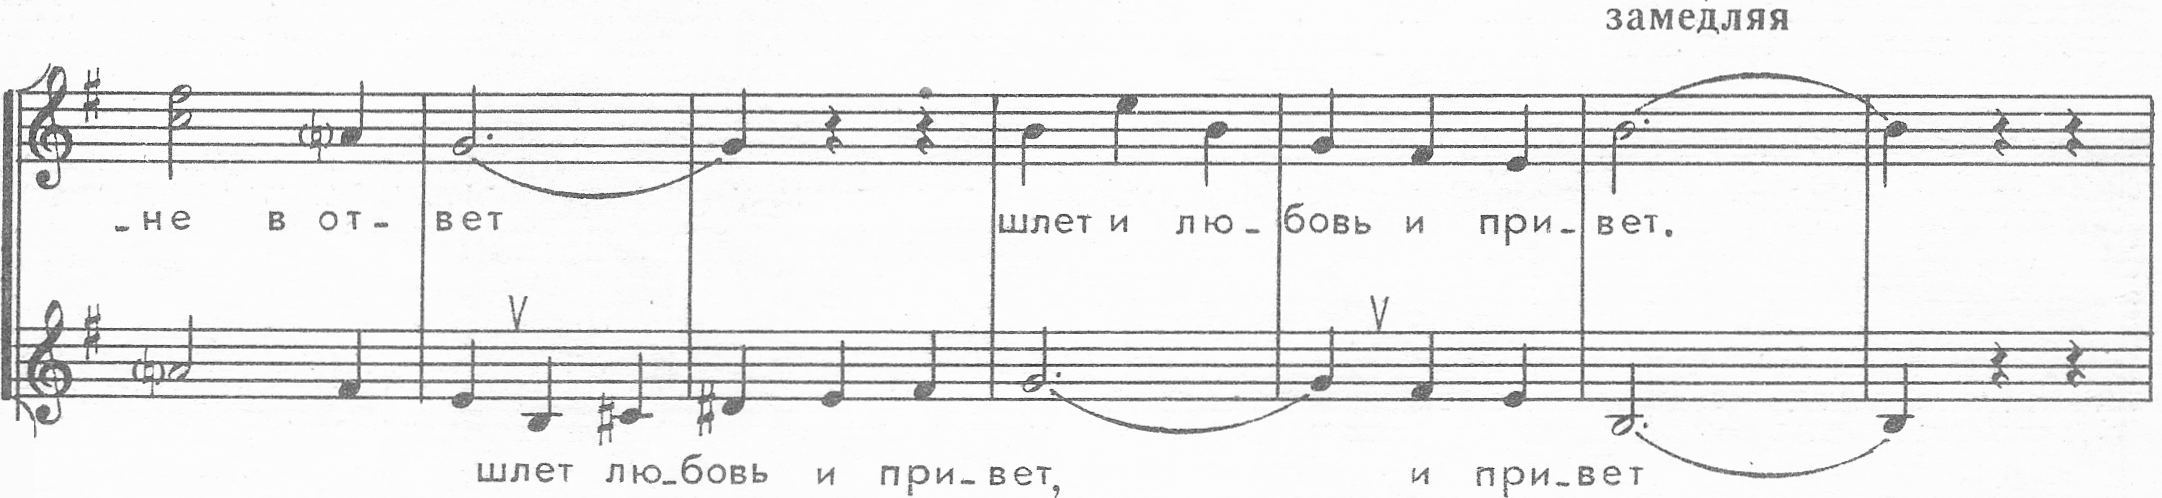 замедляя
-не в от- вет шлет и лю- бовь и при- вет.
шлет лю-бовь и при-вет, и при-вет